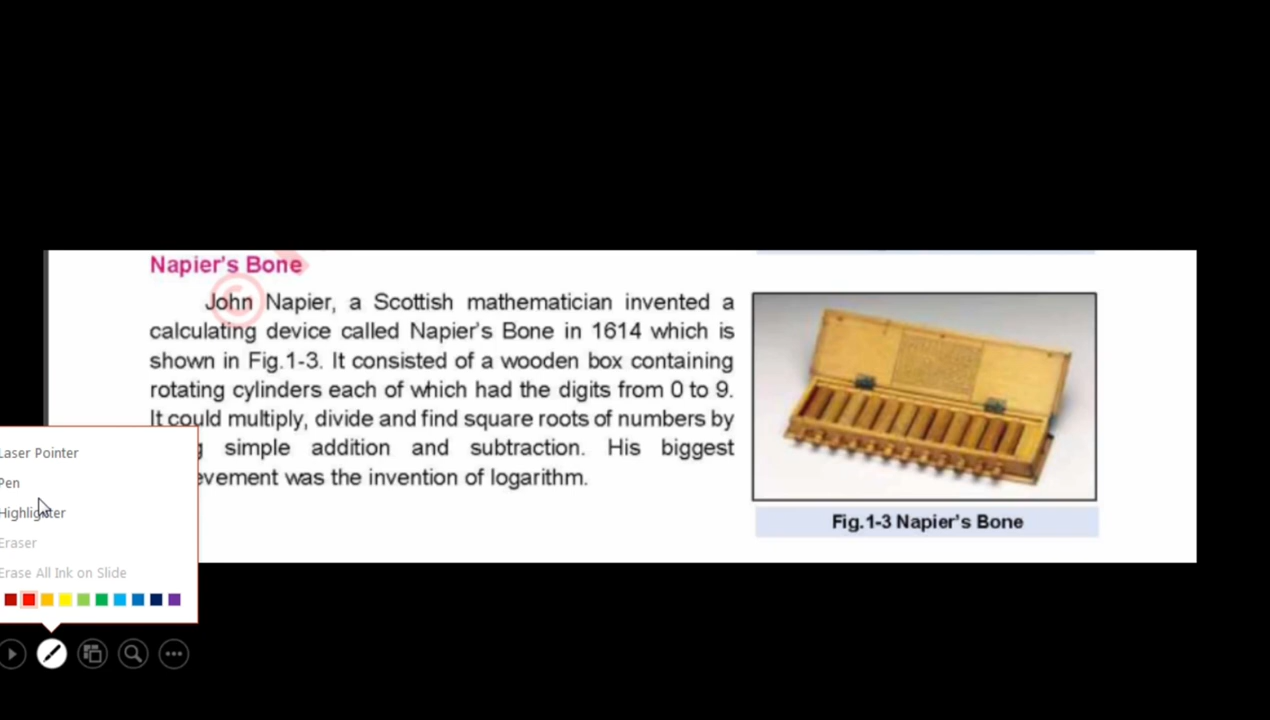 Napier's Bone
John Napier, a Scottish mathematician invented a
calculating device called Napier's Bone in 1614 which is
shown in Fig.1-3. It consisted of a wooden box containing
rotating cylinders each of which had the digits from 0 to 9.
It could multiply, divide and find square roots of numbers by
simple addition and subtraction. His biggest
was the invention of logarithm.
Fig.1-3 Napier's Bone
Laser Pointer
Pen
Highlighter
Eraser
Erase All Ink on Slide